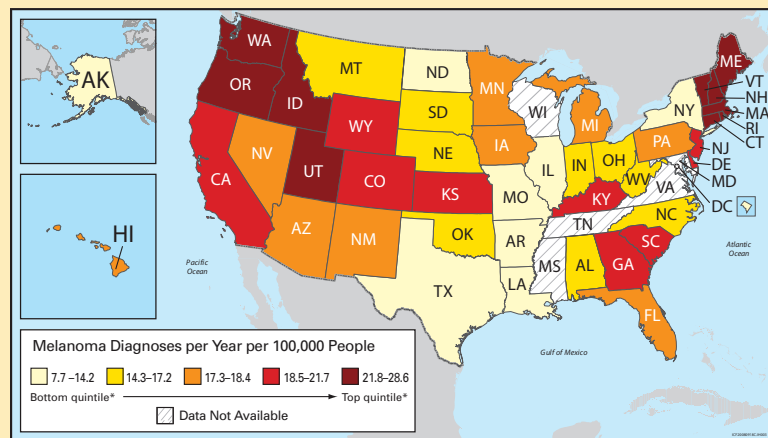 AK
HI
WA
OR
ID
MT
ND
MN
WI
MI
ME
VT
NH
MA
RI
CT
NY
NJ
DE
MD
DC
PA
SD
WY
NE
IA
NV
UT
CO
CA
KS
MO
IL
IN
OH
WV
VA
KY
NC
TN
SC
AZ
NM
OK
AR
MS
AL
GA
TX
LA
FL
Pacific
Ocean
Atlantic
Ocean
Gulf of Mexico
Melanoma Diagnoses per Year per 100,000 People
7.7–14.2 14.3–17.2 17.3–18.4 18.5–21.7 21.8–28.6
Bottom quintile* Top quintile*
Data Not Available